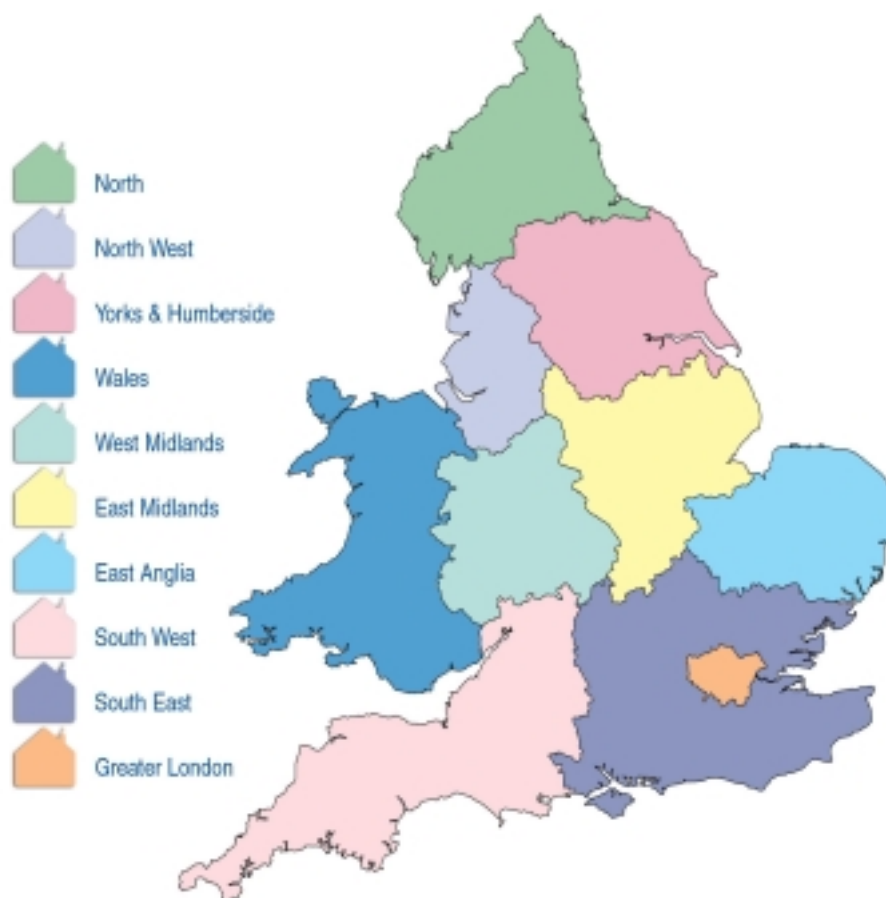 North
North West
Yorks & Humberside
Wales
West Midlands
East Midlands
East Anglia
South West
South East
Greater London